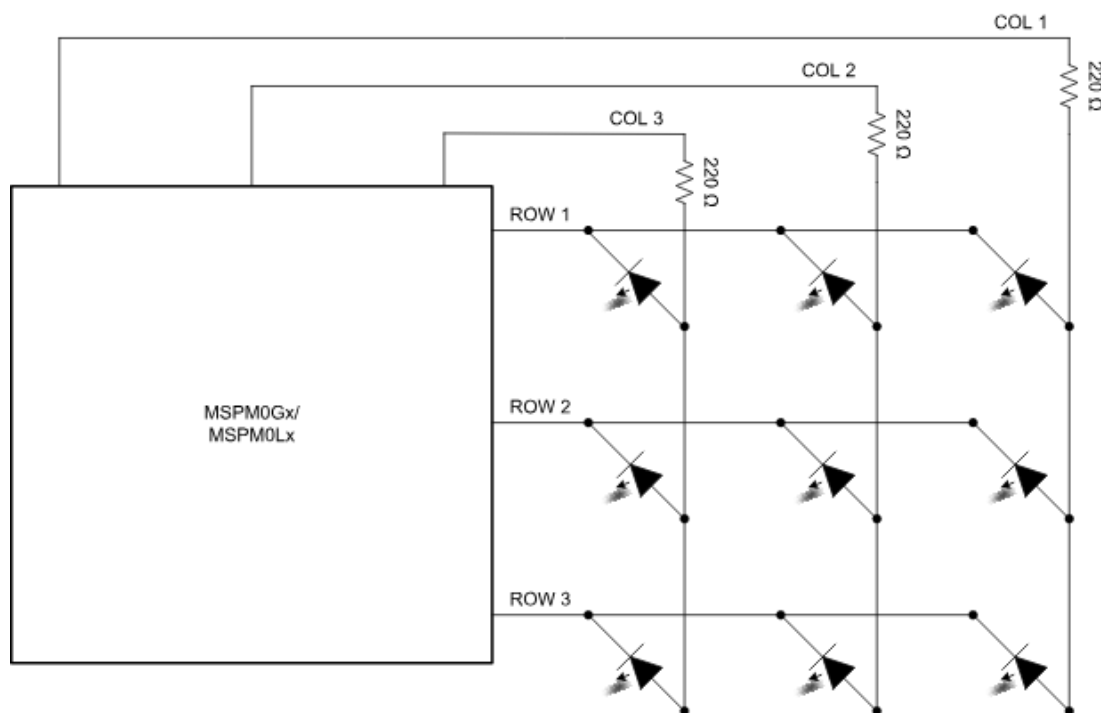 COL 1
220 Ω
COL 2
220 Ω
COL 3
220 Ω
ROW 1
MSPM0Gx/
MSPM0Lx
ROW 2
ROW 3